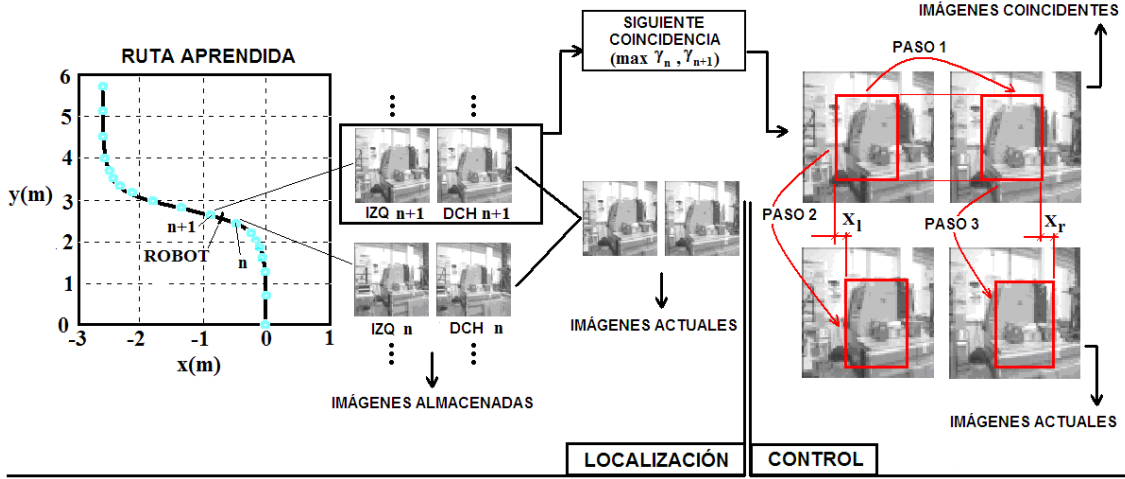 RUTA APRENDIDA
6
5
4
y(m)
3
2
1
0
-3
-2
-1
0
1
x(m)
n+1
ROBOT
n
IZQ n+1
DCH n+1
IZQ n
DCH n
IMÁGENES ALMACENADAS
SIGUIENTE
COINCIDENCIA
(max γn , γn+1)
IMÁGENES ACTUALES
LOCALIZACIÓN
CONTROL
IMÁGENES COINCIDENTES
PASO 1
PASO 2
Xl
PASO 3
Xr
IMÁGENES ACTUALES